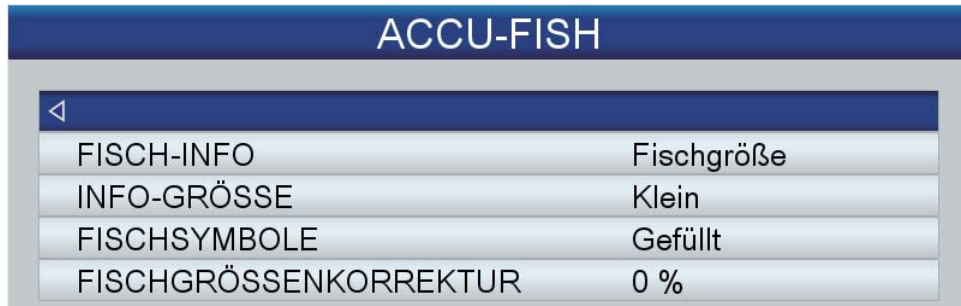 ACCU-FISH
FISCH-INFO Fischgröße
INFO-GRÖSSE Klein
FISCHSYMBOLE Gefüllt
FISCHGRÖSSENKORREKTUR 0 %